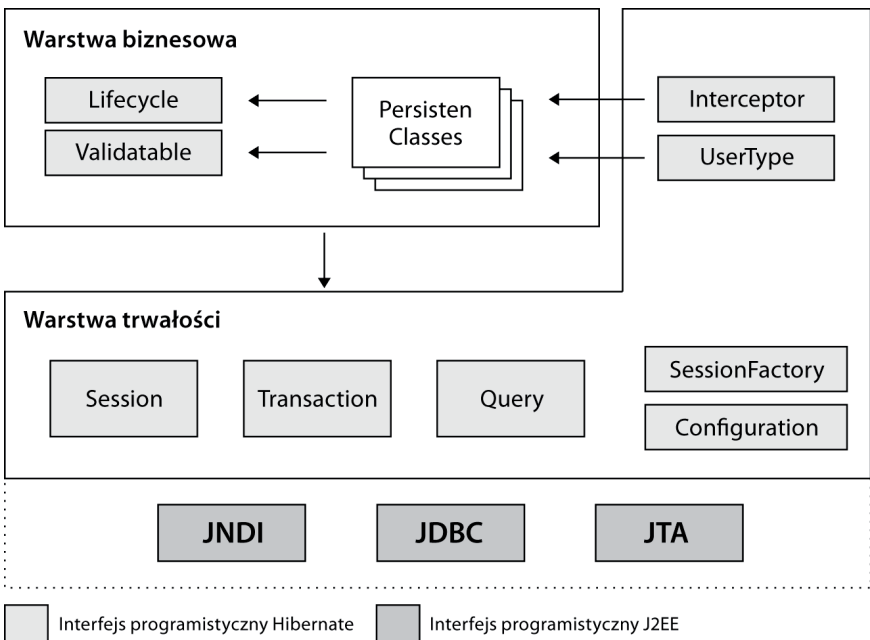 Warstwa biznesowa
Lifecycle
Validatable
Persisten
Classes
Interceptor
UserType
Warstwa trwałości
Session
Transaction
Query
SessionFactory
Configuration
JNDI
JDBC
JTA
Interfejs programistyczny Hibernate
Interfejs programistyczny J2EE